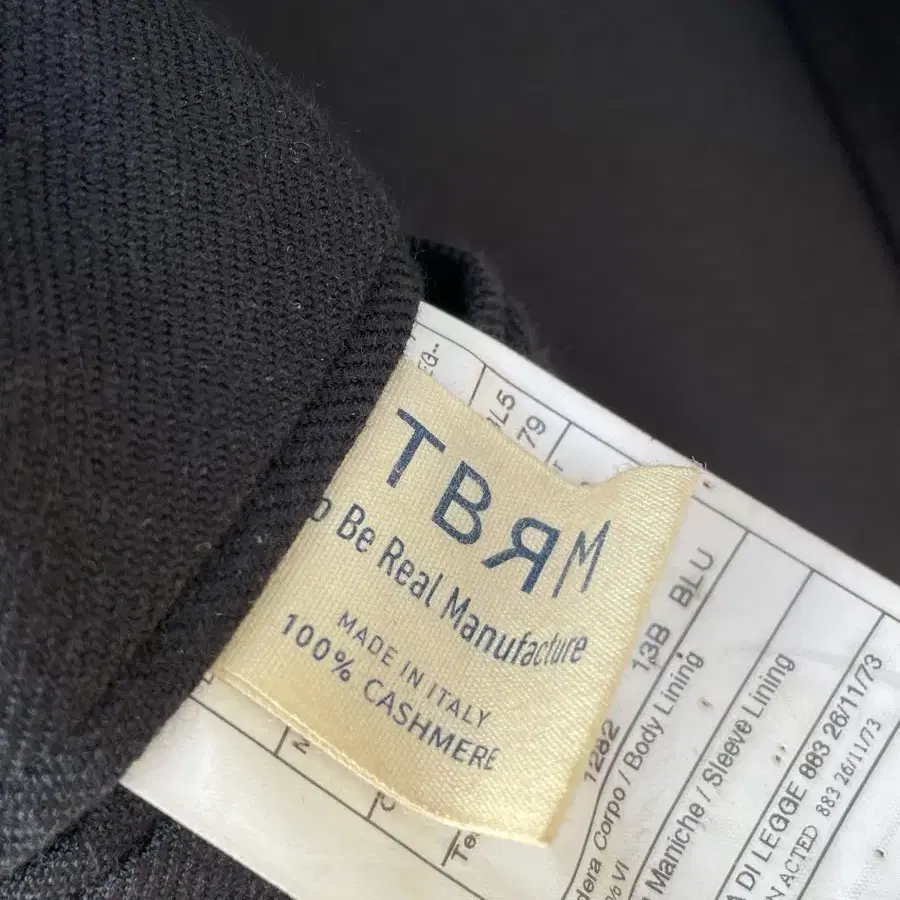 TBЯM
Be Real Manufacture
MADE IN ITALY
100% CASHMERE
1282 13B BLU
Corpo / Body Lining
Maniche / Sleeve Lining
DI LEGGE 883 26/11/73
ACTED 883 26/11/73